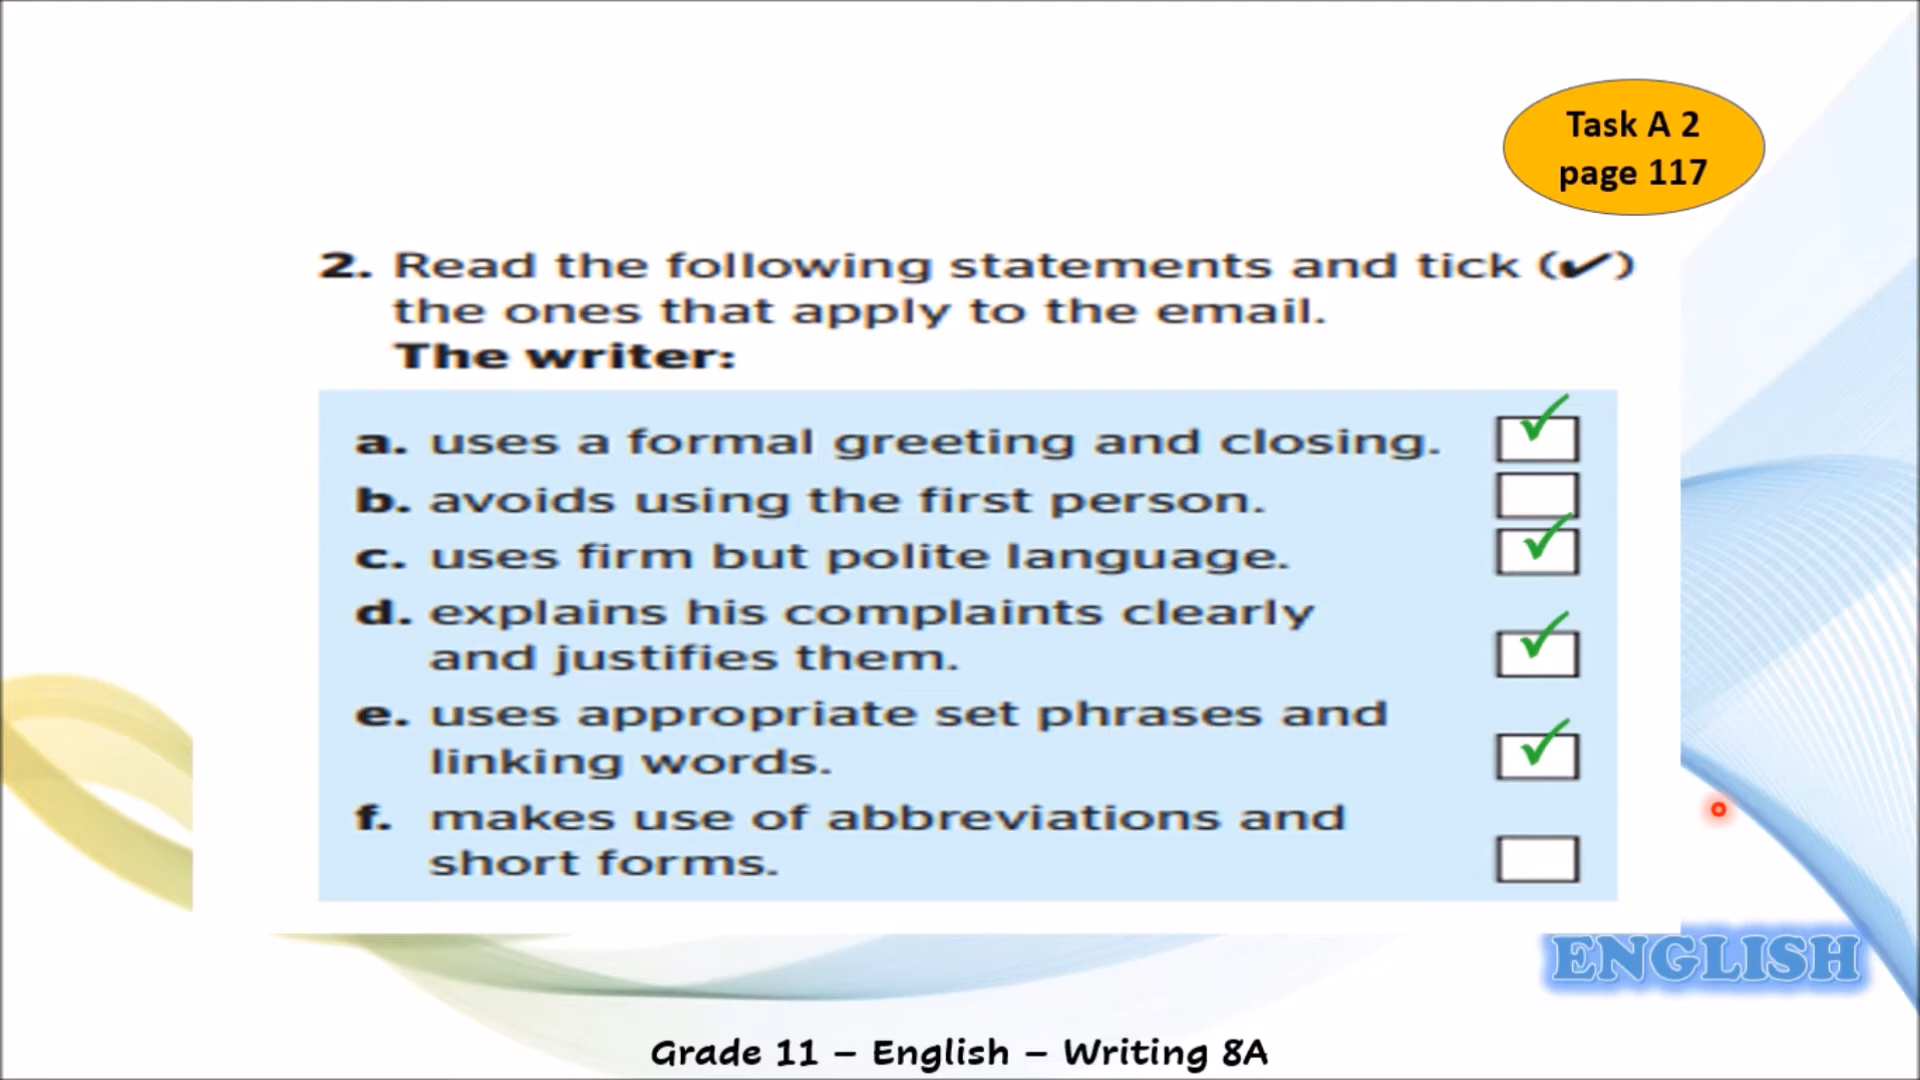 Task A 2
page 117
2. Read the following statements and tick (✓)
the ones that apply to the email.
The writer:
a. uses a formal greeting and closing. ✓
b. avoids using the first person.
c. uses firm but polite language. ✓
d. explains his complaints clearly
and justifies them. ✓
e. uses appropriate set phrases and
linking words. ✓
f. makes use of abbreviations and
short forms.
ENGLISH
Grade 11 – English – Writing 8A